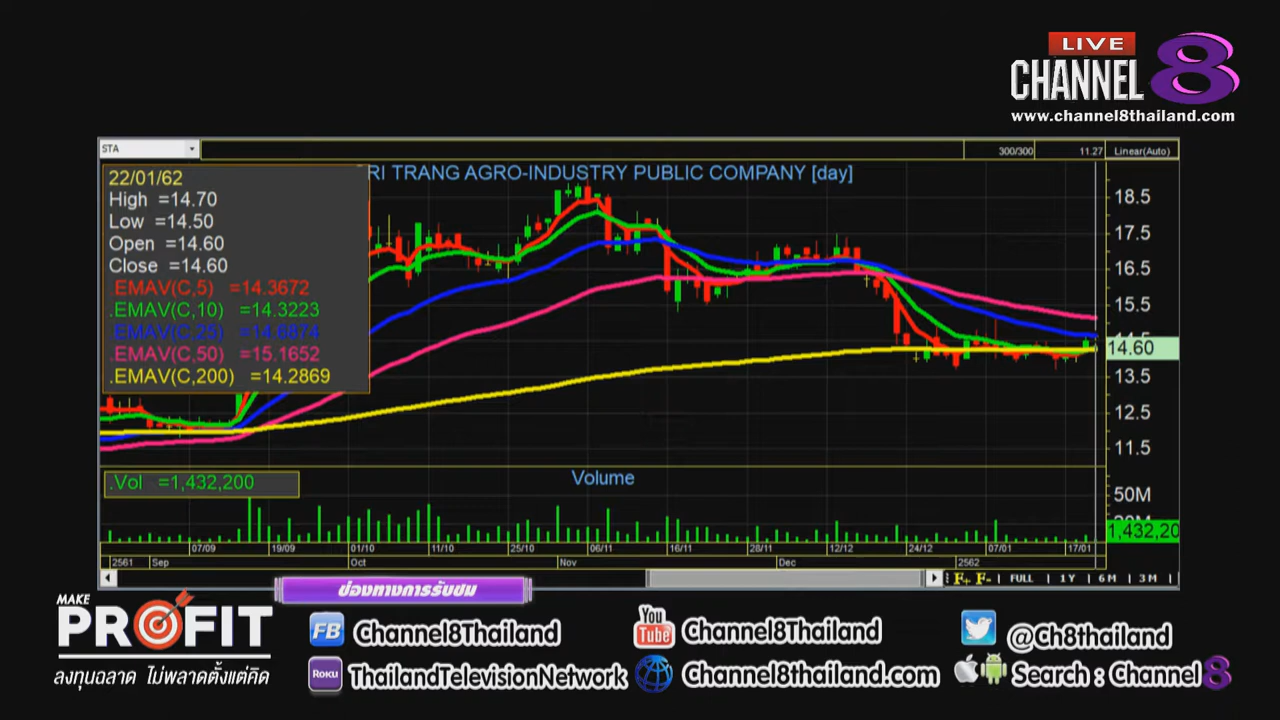 LIVE
CHANNEL 8
www.channel8thailand.com
STA
300/300
11.27
Linear(Auto)
RI TRANG AGRO-INDUSTRY PUBLIC COMPANY [day]
22/01/62
High =14.70
Low =14.50
Open =14.60
Close =14.60
.EMAV(C,5) =14.3672
.EMAV(C,10) =14.3223
.EMAV(C,25) =14.6874
.EMAV(C,50) =15.1652
.EMAV(C,200) =14.2869
18.5
17.5
16.5
15.5
14.5
14.60
13.5
12.5
11.5
.Vol =1,432,200
Volume
50M
1,432,20
07/09 19/09 01/10 11/10 25/10 06/11 16/11 28/11 12/12 24/12 07/01 17/01
2561 Sep Oct Nov Dec 2562
F+ F- FULL 1Y 6M 3M
ช่องทางการรับชม
MAKE
PROFIT
ลงทุนฉลาด ไม่พลาดตั้งแต่คิด
FB Channel8Thailand
You Tube Channel8Thailand
@Ch8thailand
Roku ThailandTelevisionNetwork
Channel8thailand.com
Search : Channel 8